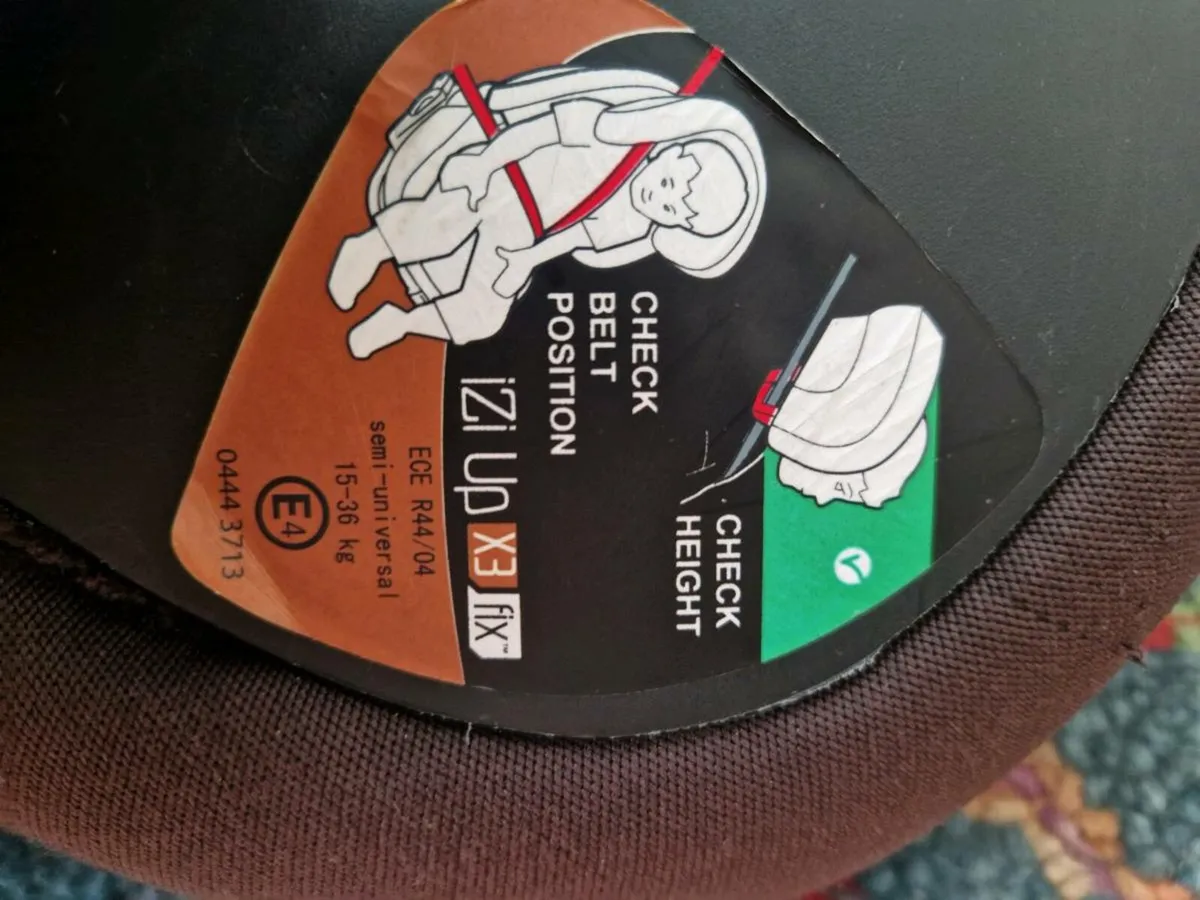 CHECK
HEIGHT
CHECK
BELT
POSITION
iZi Up X3 fix™
ECE R44/04
semi-universal
15-36 kg
E4
0444 3713